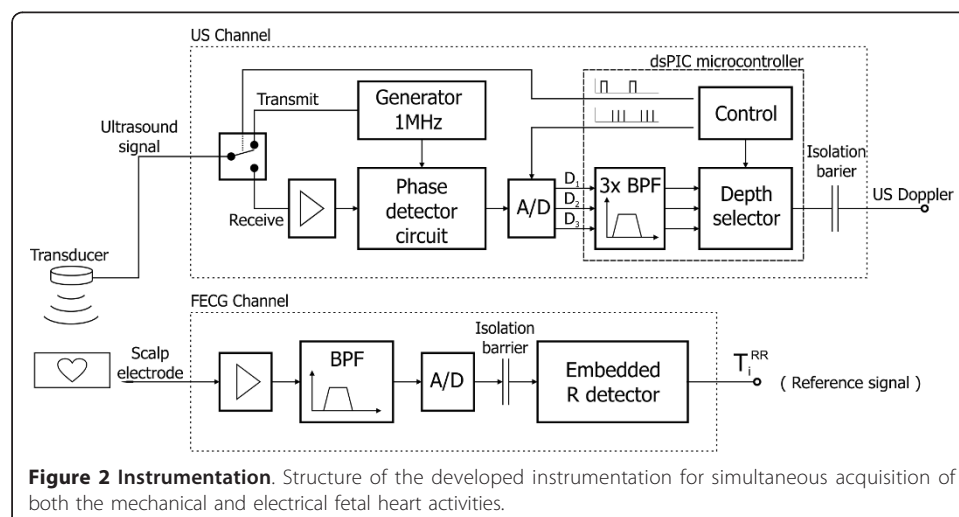 US Channel
dsPIC microcontroller
Transmit
Generator
1MHz
Control
Ultrasound
signal
Isolation
barier
Phase
detector
circuit
A/D
D1
D2
D3
3x BPF
Depth
selector
US Doppler
Receive
Transducer
FECG Channel
Isolation
barrier
Scalp
electrode
BPF
A/D
Embedded
R detector
T_i^RR
( Reference signal )
Figure 2 Instrumentation. Structure of the developed instrumentation for simultaneous acquisition of
both the mechanical and electrical fetal heart activities.